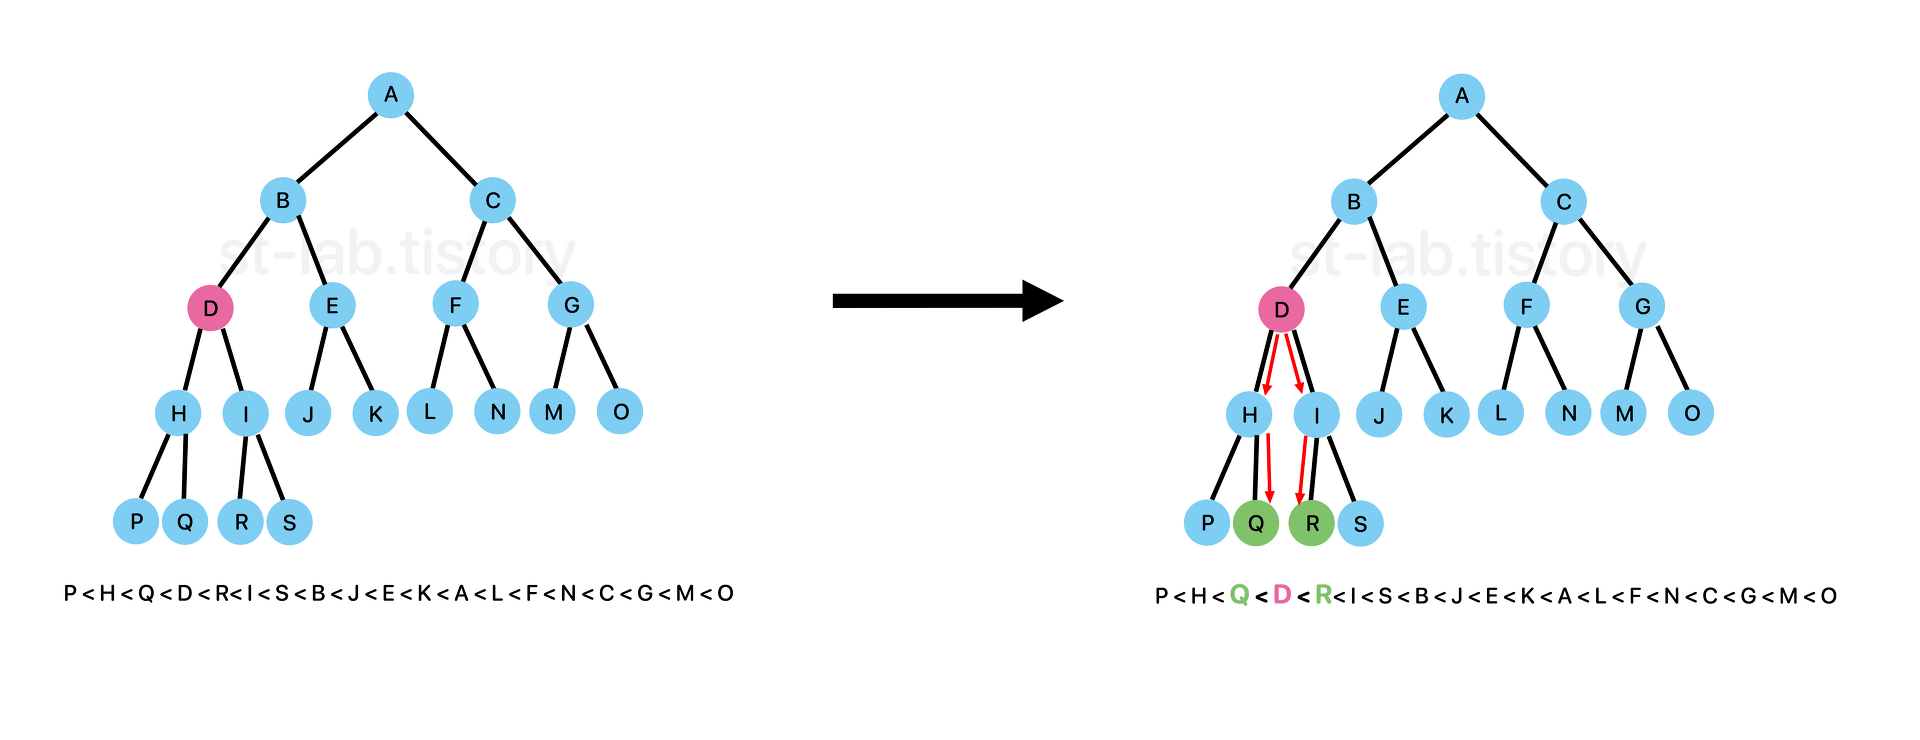 A
A
B
C
B
C
st-lab.tistory
st-lab.tistory
D
E
F
G
D
E
F
G
H
I
J
K
L
N
M
O
H
I
J
K
L
N
M
O
P
Q
R
S
P
Q
R
S
P < H < Q < D < R < I < S < B < J < E < K < A < L < F < N < C < G < M < O
P < H < Q < D < R < I < S < B < J < E < K < A < L < F < N < C < G < M < O